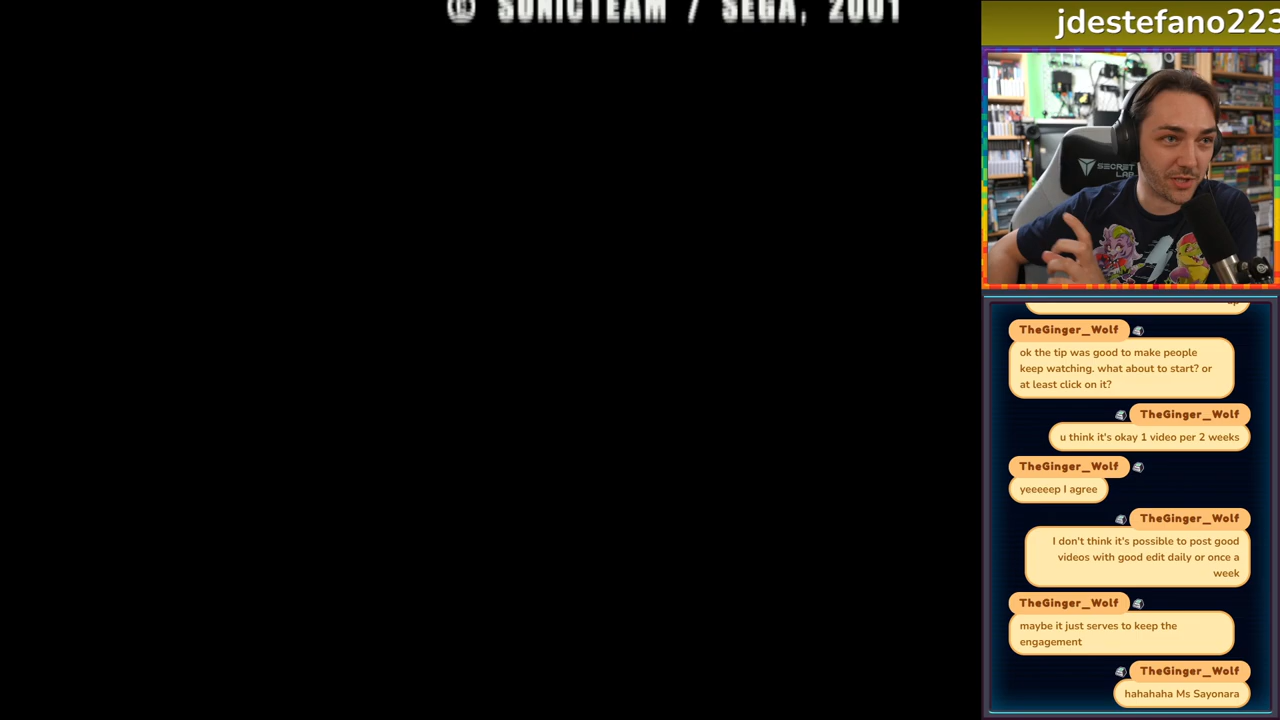 © SONICTEAM / SEGA, 2001
jdestefano223
SECRET
LAB
up
TheGinger_Wolf
ok the tip was good to make people
keep watching. what about to start? or
at least click on it?
TheGinger_Wolf
u think it's okay 1 video per 2 weeks
TheGinger_Wolf
yeeeeep I agree
TheGinger_Wolf
I don't think it's possible to post good
videos with good edit daily or once a
week
TheGinger_Wolf
maybe it just serves to keep the
engagement
TheGinger_Wolf
hahahaha Ms Sayonara